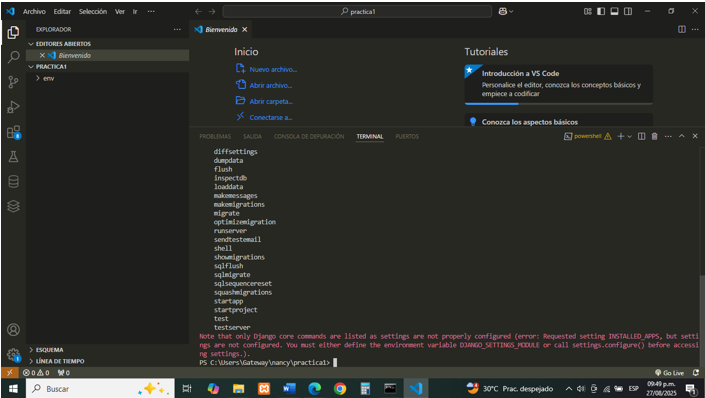 Archivo Editar Selección Ver Ir ··· practica1
EXPLORADOR ···
EDITORES ABIERTOS
Bienvenido
PRACTICA1
env
ESQUEMA
LÍNEA DE TIEMPO
Bienvenido
Inicio
Nuevo archivo...
Abrir archivo...
Abrir carpeta...
Conectarse a...
Tutoriales
Introducción a VS Code
Personalice el editor, conozca los conceptos básicos y
empiece a codificar
Conozca los aspectos básicos
PROBLEMAS SALIDA CONSOLA DE DEPURACIÓN TERMINAL PUERTOS powershell
diffsettings
dumpdata
flush
inspectdb
loaddata
makemessages
makemigrations
migrate
optimizemigration
runserver
sendtestemail
shell
showmigrations
sqlflush
sqlmigrate
sqlsequencereset
squashmigrations
startapp
startproject
test
testserver
Note that only Django core commands are listed as settings are not properly configured (error: Requested setting INSTALLED_APPS, but sett
ings are not configured. You must either define the environment variable DJANGO_SETTINGS_MODULE or call settings.configure() before accessi
ng settings.).
PS C:\Users\Gateway\nancy\practica1>
0 0 0 Go Live
Buscar 30°C Prac. despejado ESP 09:49 p.m.
27/08/2025